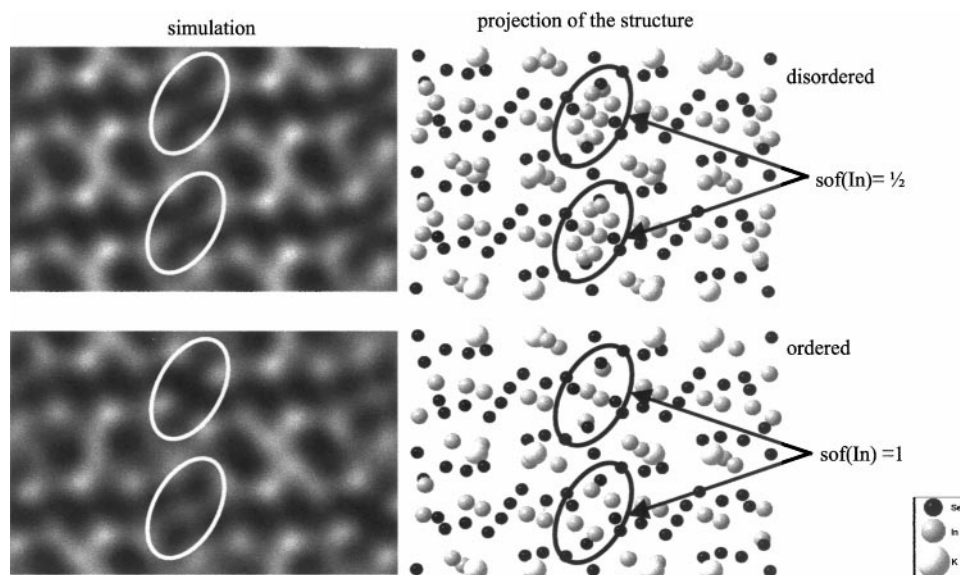 simulation
projection of the structure
disordered
sof(In)= ½
ordered
sof(In) =1
Se
In
K